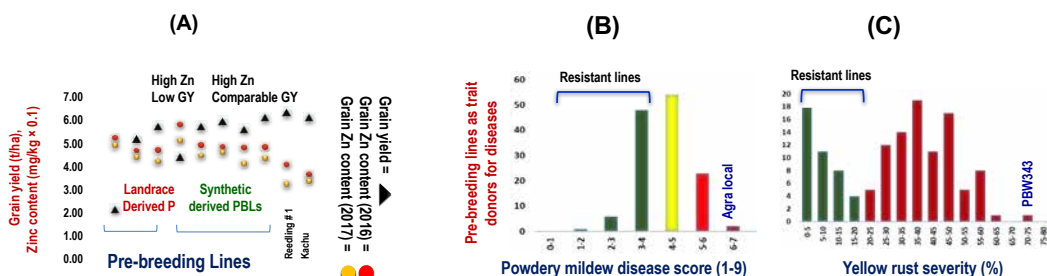 (A)
High Zn
Low GY
High Zn
Comparable GY
Grain yield (t/ha),
Zinc content (mg/kg × 0.1)
7.00
6.00
5.00
4.00
3.00
2.00
1.00
0.00
Landrace
Derived P
Synthetic
derived PBLs
Reedling #1
Kachu
Pre-breeding Lines
Grain yield =
Grain Zn content (2016) =
Grain Zn content (2017) =
(B)
Pre-breeding lines as trait
donors for diseases
Resistant lines
60
50
40
30
20
10
0
0-1
1-2
2-3
3-4
4-5
5-6
6-7
Agra local
Powdery mildew disease score (1-9)
(C)
Resistant lines
20
18
16
14
12
10
8
6
4
2
0
0-5
5-10
10-15
15-20
20-25
25-30
30-35
35-40
40-45
45-50
50-55
55-60
60-65
65-70
70-75
75-80
PBW343
Yellow rust severity (%)